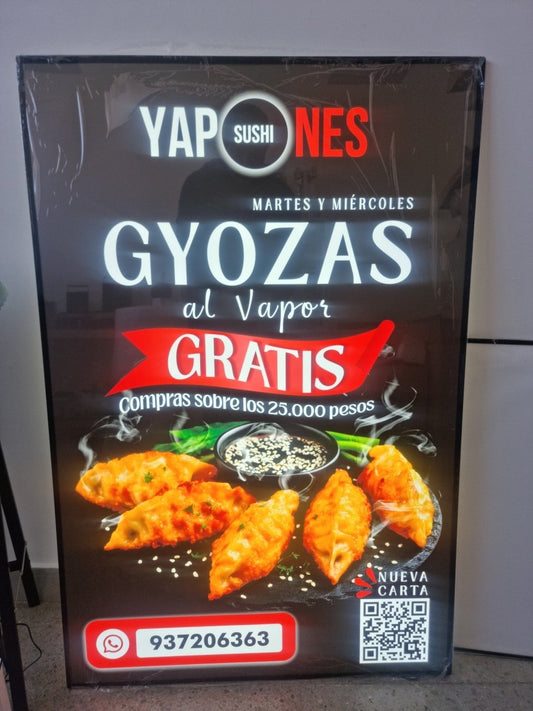 YAP SUSHI NES
MARTES Y MIÉRCOLES
GYOZAS
al Vapor
GRATIS
Compras sobre los 25.000 pesos
NUEVA
CARTA
937206363